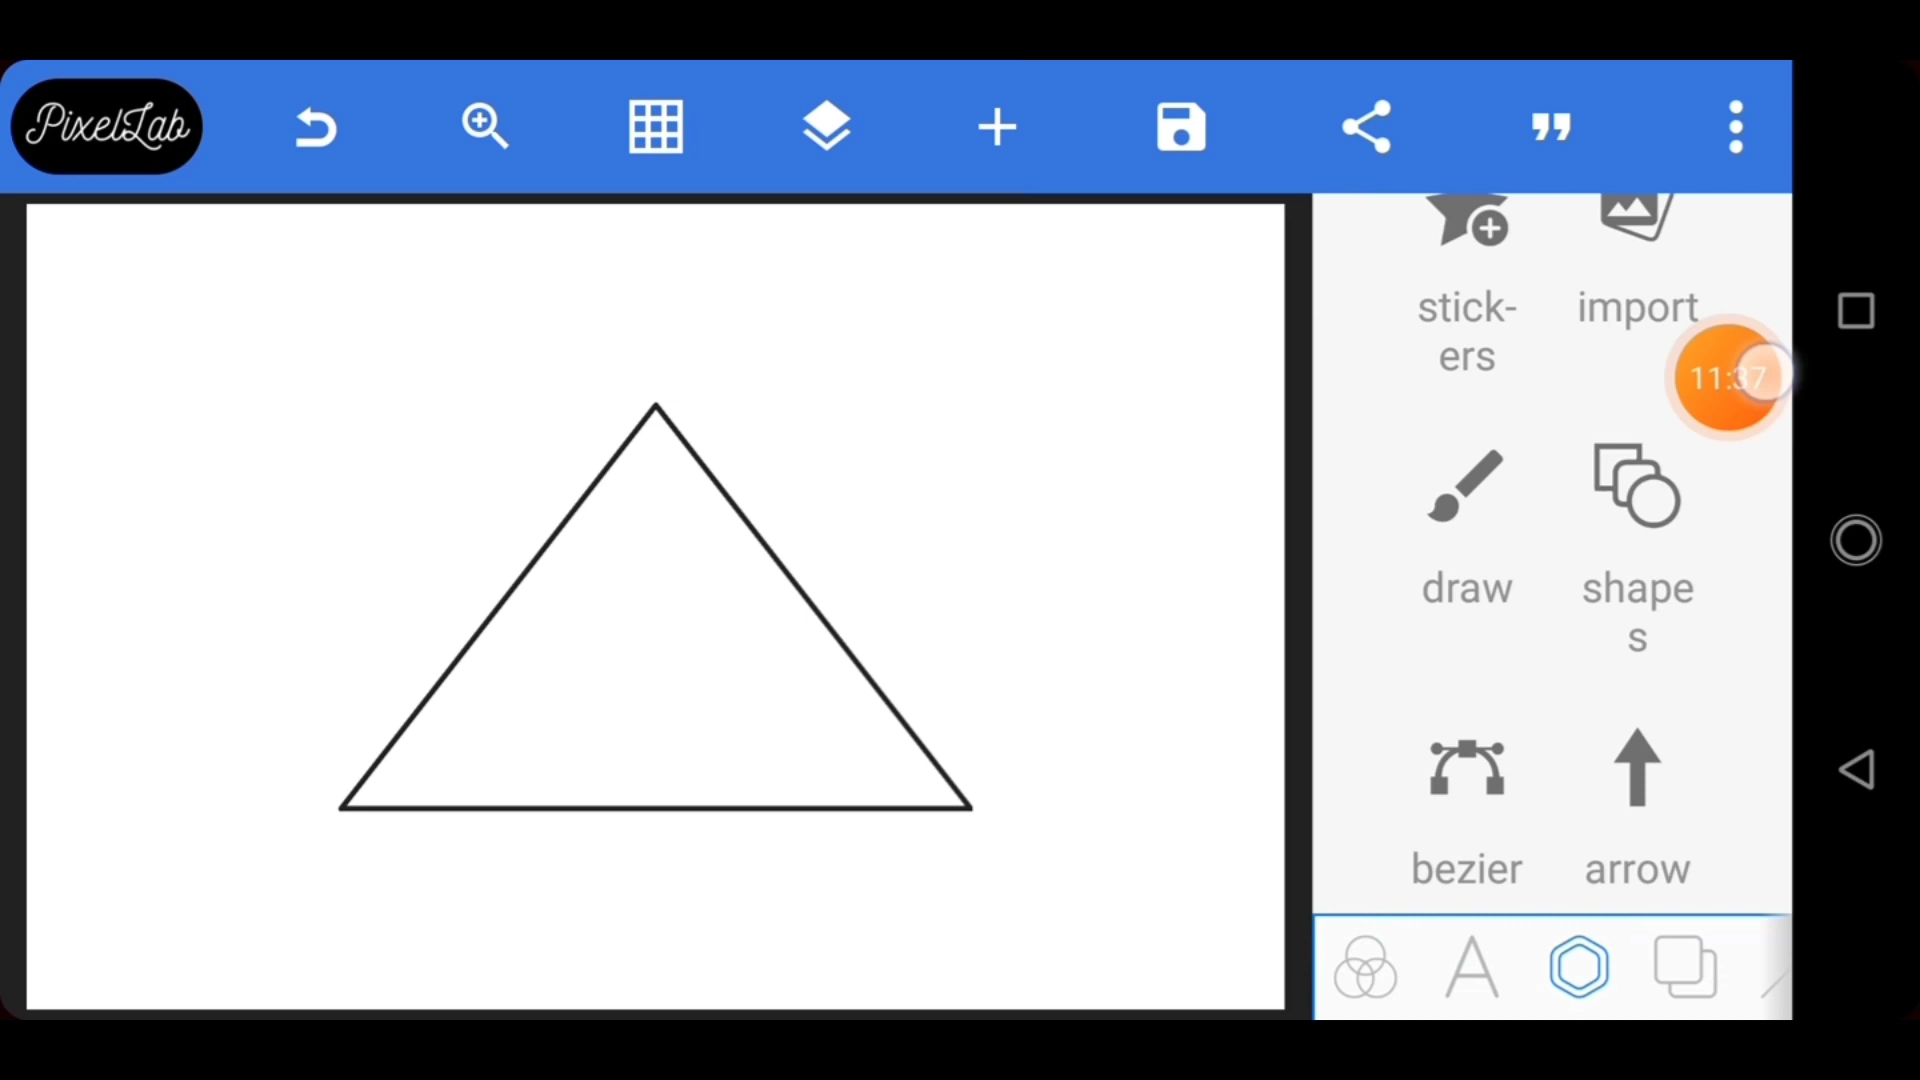 PixelLab
stick-
ers
import
11:37
draw
shape
s
bezier
arrow